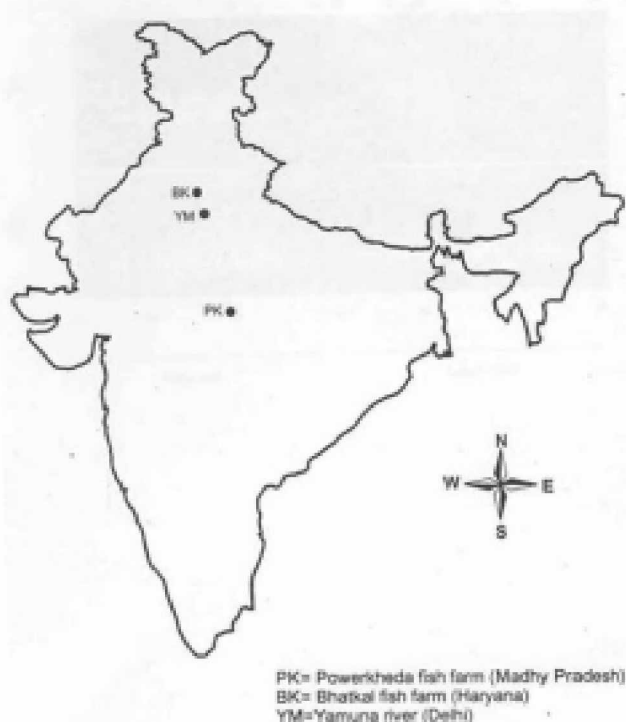 BK
YM
PK
N
W E
S
PK= Powerkheda fish farm (Madhy Pradesh)
BK= Bhatkal fish farm (Haryana)
YM=Yamuna river (Delhi)